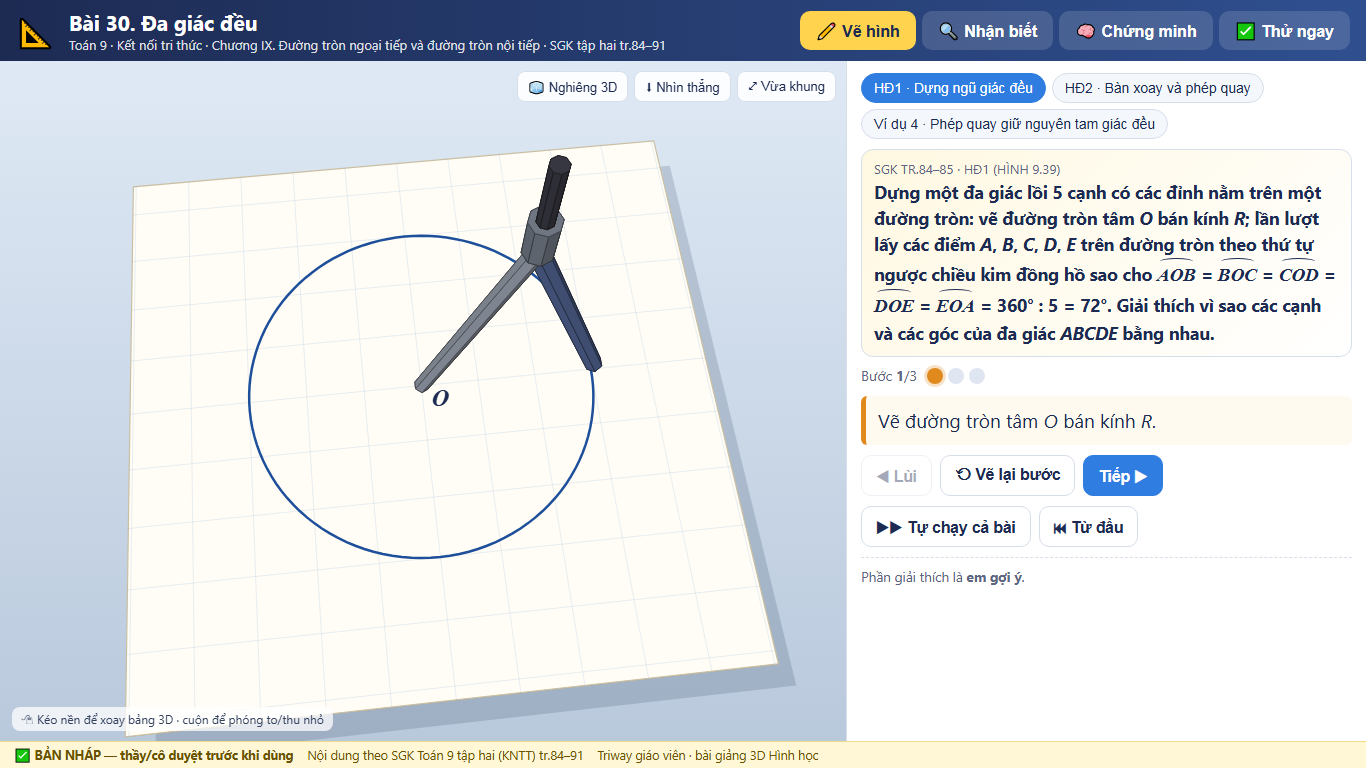 Bài 30. Đa giác đều
Toán 9 · Kết nối tri thức · Chương IX. Đường tròn ngoại tiếp và đường tròn nội tiếp · SGK tập hai tr.84–91
Vẽ hình
Nhận biết
Chứng minh
Thử ngay
Nghiêng 3D
⬇ Nhìn thẳng
⤢ Vừa khung
O
Kéo nền để xoay bảng 3D · cuộn để phóng to/thu nhỏ
HĐ1 · Dựng ngũ giác đều
HĐ2 · Bàn xoay và phép quay
Ví dụ 4 · Phép quay giữ nguyên tam giác đều
SGK TR.84–85 · HĐ1 (HÌNH 9.39)
Dựng một đa giác lồi 5 cạnh có các đỉnh nằm trên một
đường tròn: vẽ đường tròn tâm O bán kính R; lần lượt
lấy các điểm A, B, C, D, E trên đường tròn theo thứ tự
ngược chiều kim đồng hồ sao cho AOB = BOC = COD =
DOE = EOA = 360° : 5 = 72°. Giải thích vì sao các cạnh
và các góc của đa giác ABCDE bằng nhau.
Bước 1/3
Vẽ đường tròn tâm O bán kính R.
◀ Lùi
Vẽ lại bước
Tiếp ▶
▶▶ Tự chạy cả bài
⏮ Từ đầu
Phần giải thích là em gợi ý.
✅ BẢN NHÁP — thầy/cô duyệt trước khi dùng
Nội dung theo SGK Toán 9 tập hai (KNTT) tr.84–91
Triway giáo viên · bài giảng 3D Hình học